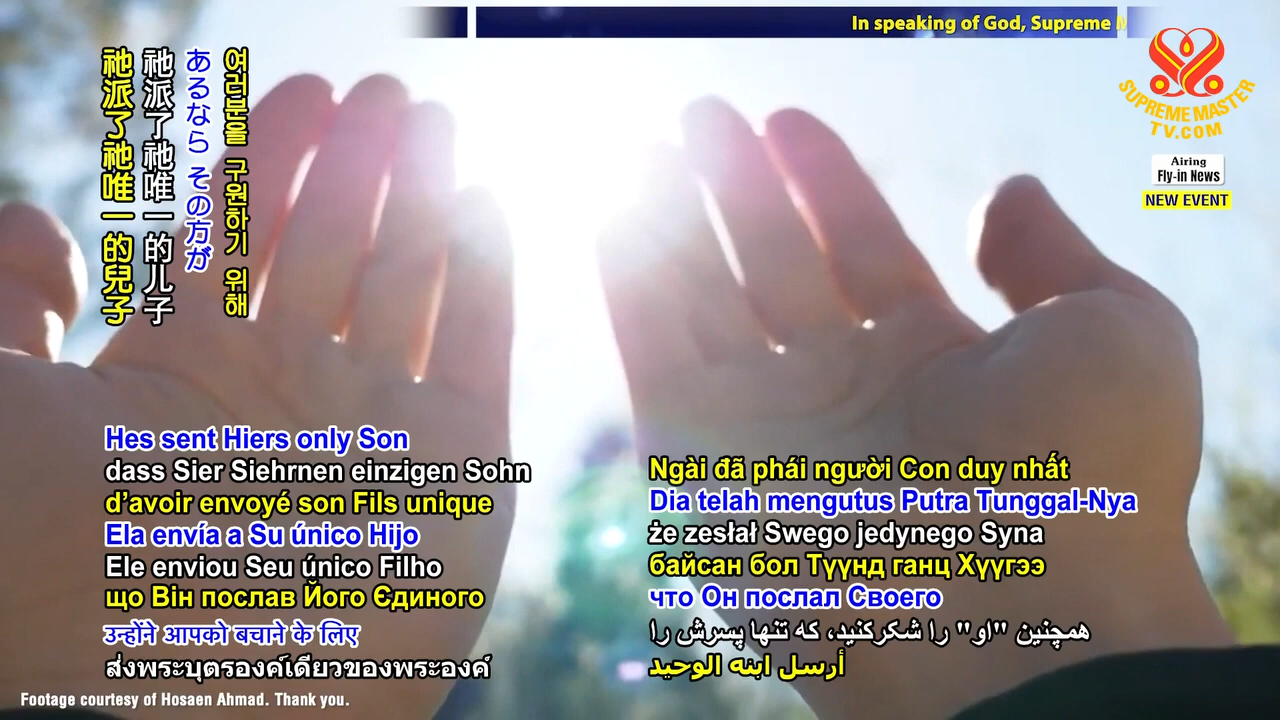 In speaking of God, Supreme
SUPREME MASTER
TV.COM
Airing
Fly-in News
NEW EVENT
여러분을 구원하기 위해
あるなら その方が
祂派了祂唯一的儿子
祂派了祂唯一的兒子
Hes sent Hiers only Son
dass Sier Siehrnen einzigen Sohn
d’avoir envoyé son Fils unique
Ela envía a Su único Hijo
Ele enviou Seu único Filho
що Він послав Його Єдиного
उन्होंने आपको बचाने के लिए
ส่งพระบุตรองค์เดียวของพระองค์
Ngài đã phái người Con duy nhất
Dia telah mengutus Putra Tunggal-Nya
że zesłał Swego jedynego Syna
байсан бол Түүнд ганц Хүүгээ
что Он послал Своего
همچنین "او" را شکرکنید، که تنها پسرش را
أرسل ابنه الوحيد
Footage courtesy of Hosaen Ahmad. Thank you.